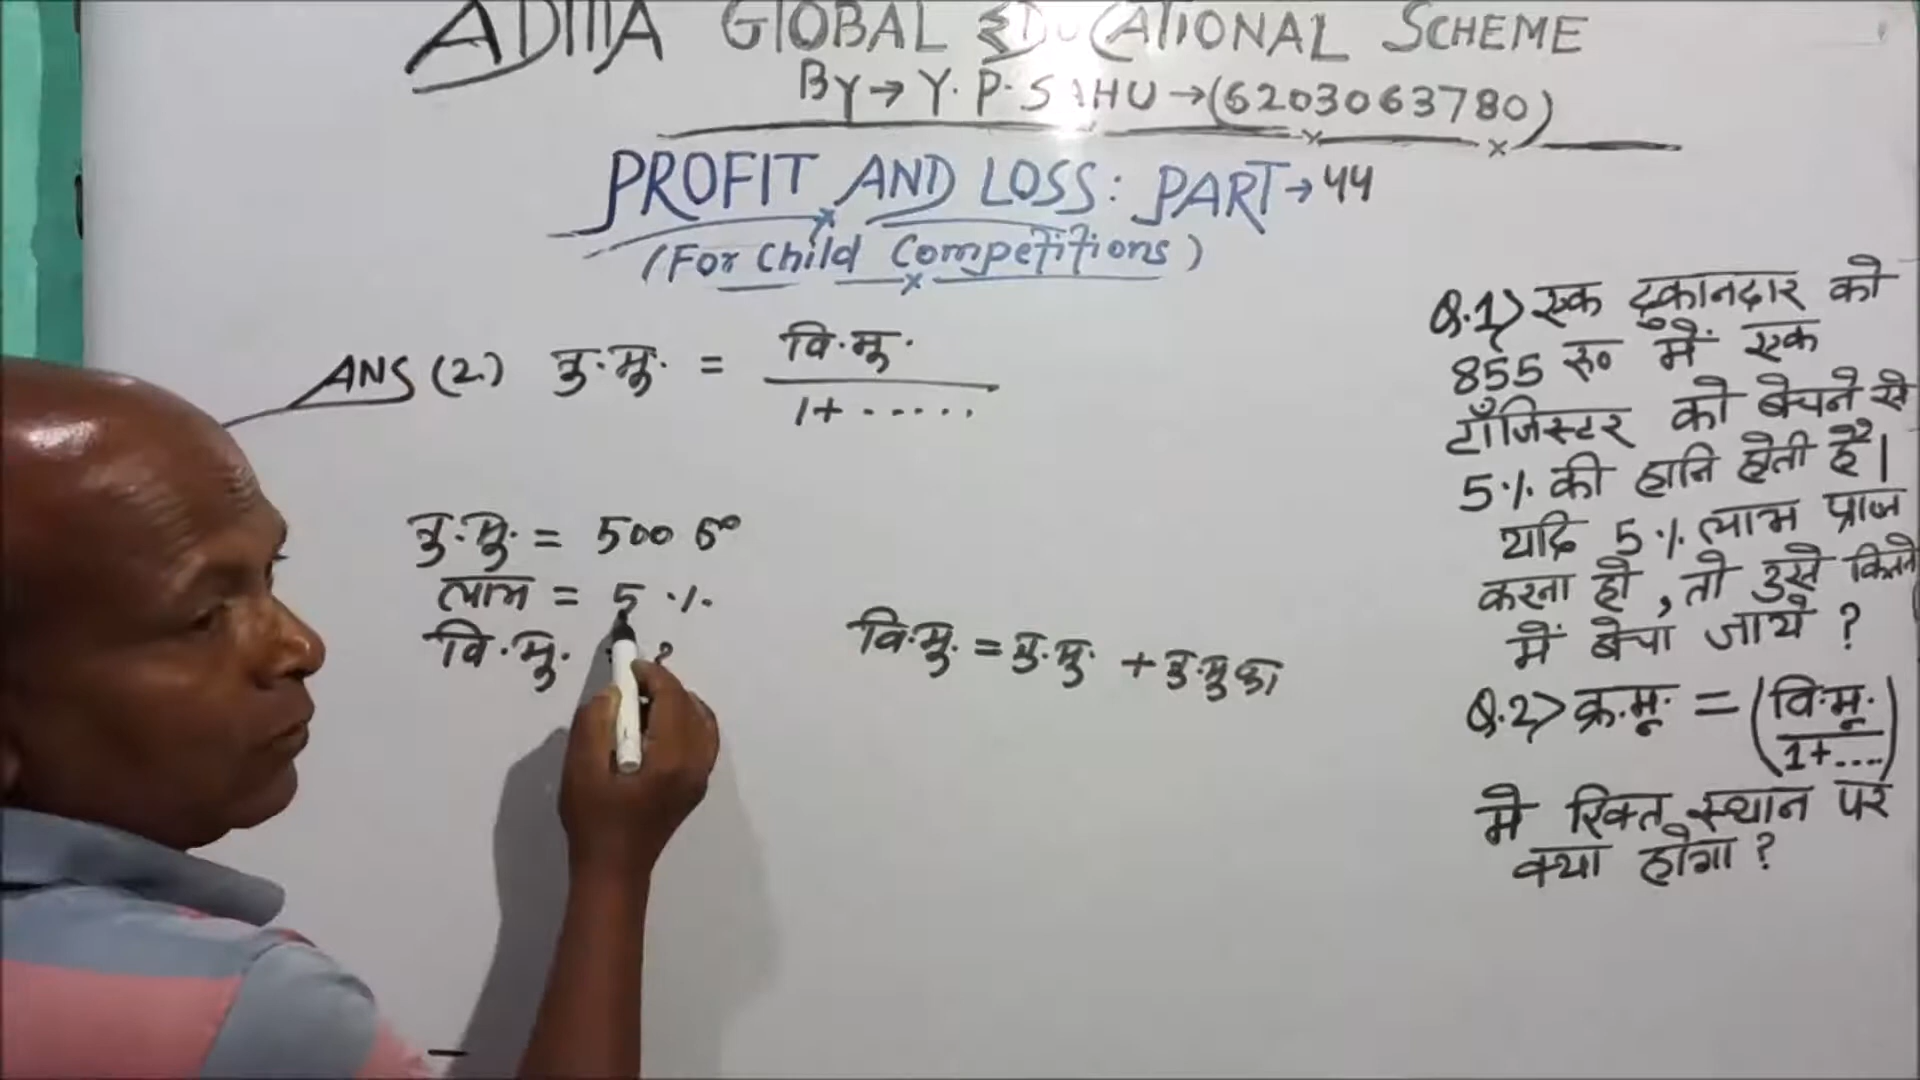 ADITIA GLOBAL EDUCATIONAL SCHEME
BY → Y. P. SAHU → (6203063780)
PROFIT AND LOSS: PART → 44
(For Child Competitions)
ANS (2.) क्र.मू. = वि.मू.
1+ ......
क्र.मू. = 500 रु०
लाभ = 5 %
वि.मू. ?
वि.मू. = क्र.मू. + क्र.मू का
Q.1> एक दुकानदार को
855 रु० में एक
ट्राँजिस्टर को बेचने से
5% की हानि होती है।
यदि 5% लाभ प्राप्त
करना हो, तो उसे कितने
में बेचा जाये ?
Q.2> क्र.मू. = (वि.मू.
1+....)
मे रिक्त स्थान पर
क्या होगा ?